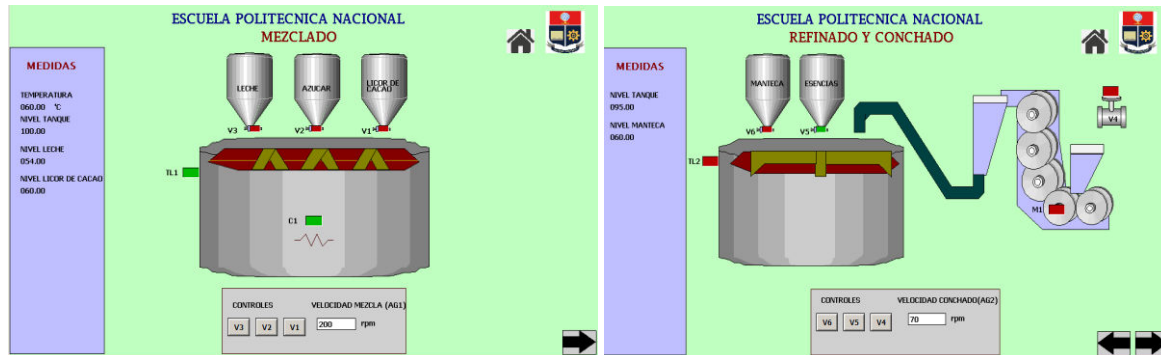 ESCUELA POLITECNICA NACIONAL
MEZCLADO
MEDIDAS
TEMPERATURA
060.00 °C
NIVEL TANQUE
100.00
NIVEL LECHE
054.00
NIVEL LICOR DE CACAO
060.00
LECHE
AZUCAR
LICOR DE
CACAO
V3
V2
V1
TL1
C1
CONTROLES
VELOCIDAD MEZCLA (AG1)
V3 V2 V1
200 rpm
ESCUELA POLITECNICA NACIONAL
REFINADO Y CONCHADO
MEDIDAS
NIVEL TANQUE
095.00
NIVEL MANTECA
060.00
MANTECA
ESENCIAS
V6
V5
V4
TL2
M1
CONTROLES
VELOCIDAD CONCHADO(AG2)
V6 V5 V4
70 rpm